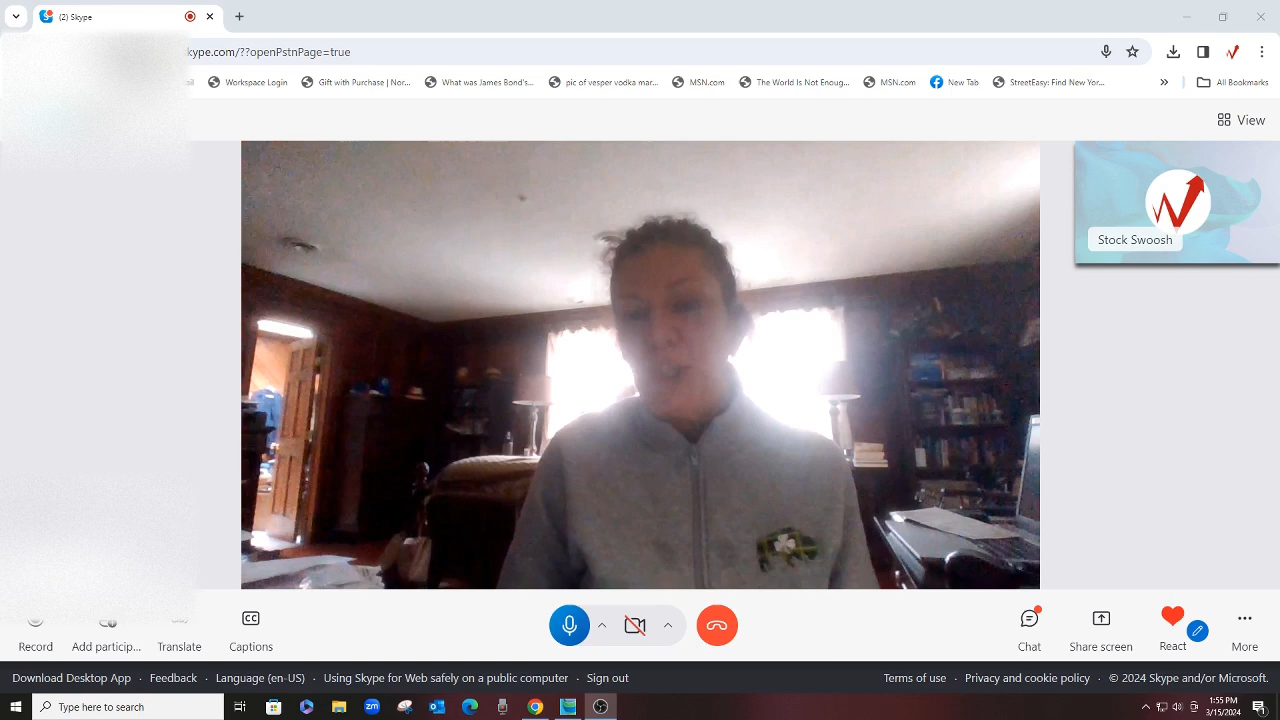 (2) Skype
kype.com/??openPstnPage=true
ail Workspace Login Gift with Purchase | Nor... What was James Bond's... pic of vesper vodka mar... MSN.com The World Is Not Enoug... MSN.com New Tab StreetEasy: Find New Yor... » All Bookmarks
View
Stock Swoosh
Record Add particip... Translate Captions Chat Share screen React More
Download Desktop App Feedback Language (en-US) Using Skype for Web safely on a public computer Sign out Terms of use Privacy and cookie policy © 2024 Skype and/or Microsoft.
Type here to search
1:55 PM
3/15/2024